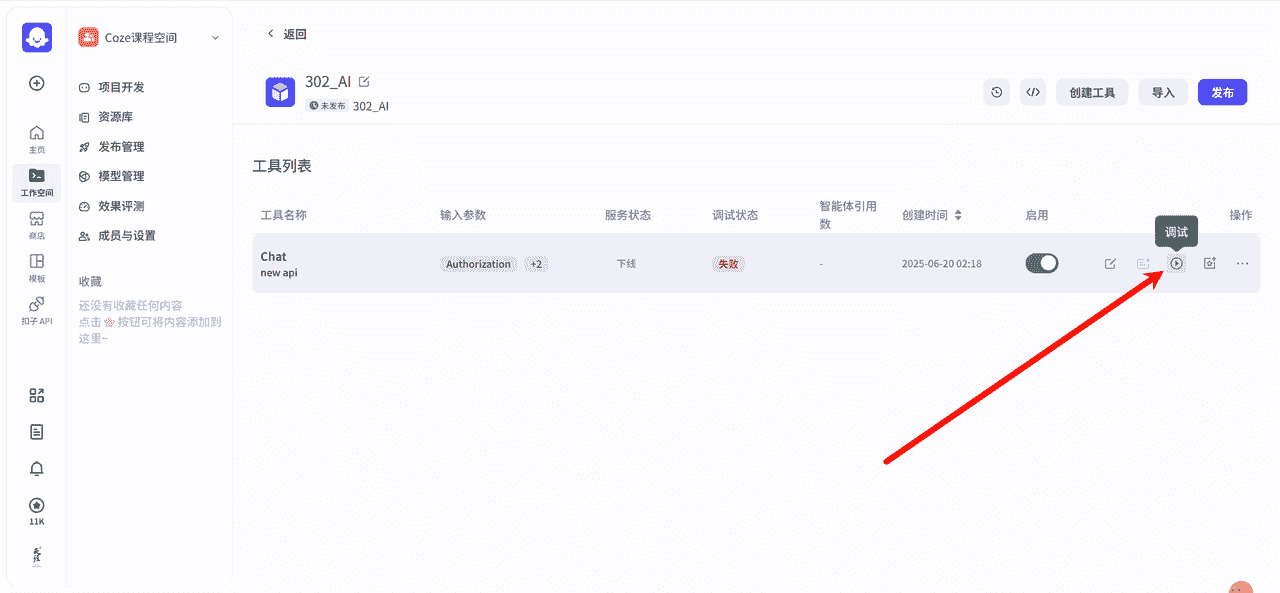 Coze课程空间
返回
302_AI
未发布 302_AI
创建工具
导入
发布
项目开发
资源库
发布管理
模型管理
效果评测
成员与设置
收藏
还没有收藏任何内容
点击 按钮可将内容添加到
这里~
主页
工作空间
商店
模板
扣子 API
11K
工具列表
工具名称 输入参数 服务状态 调试状态 智能体引用数 创建时间 启用 操作
调试
Chat
new api
Authorization +2 下线 失败 - 2025-06-20 02:18